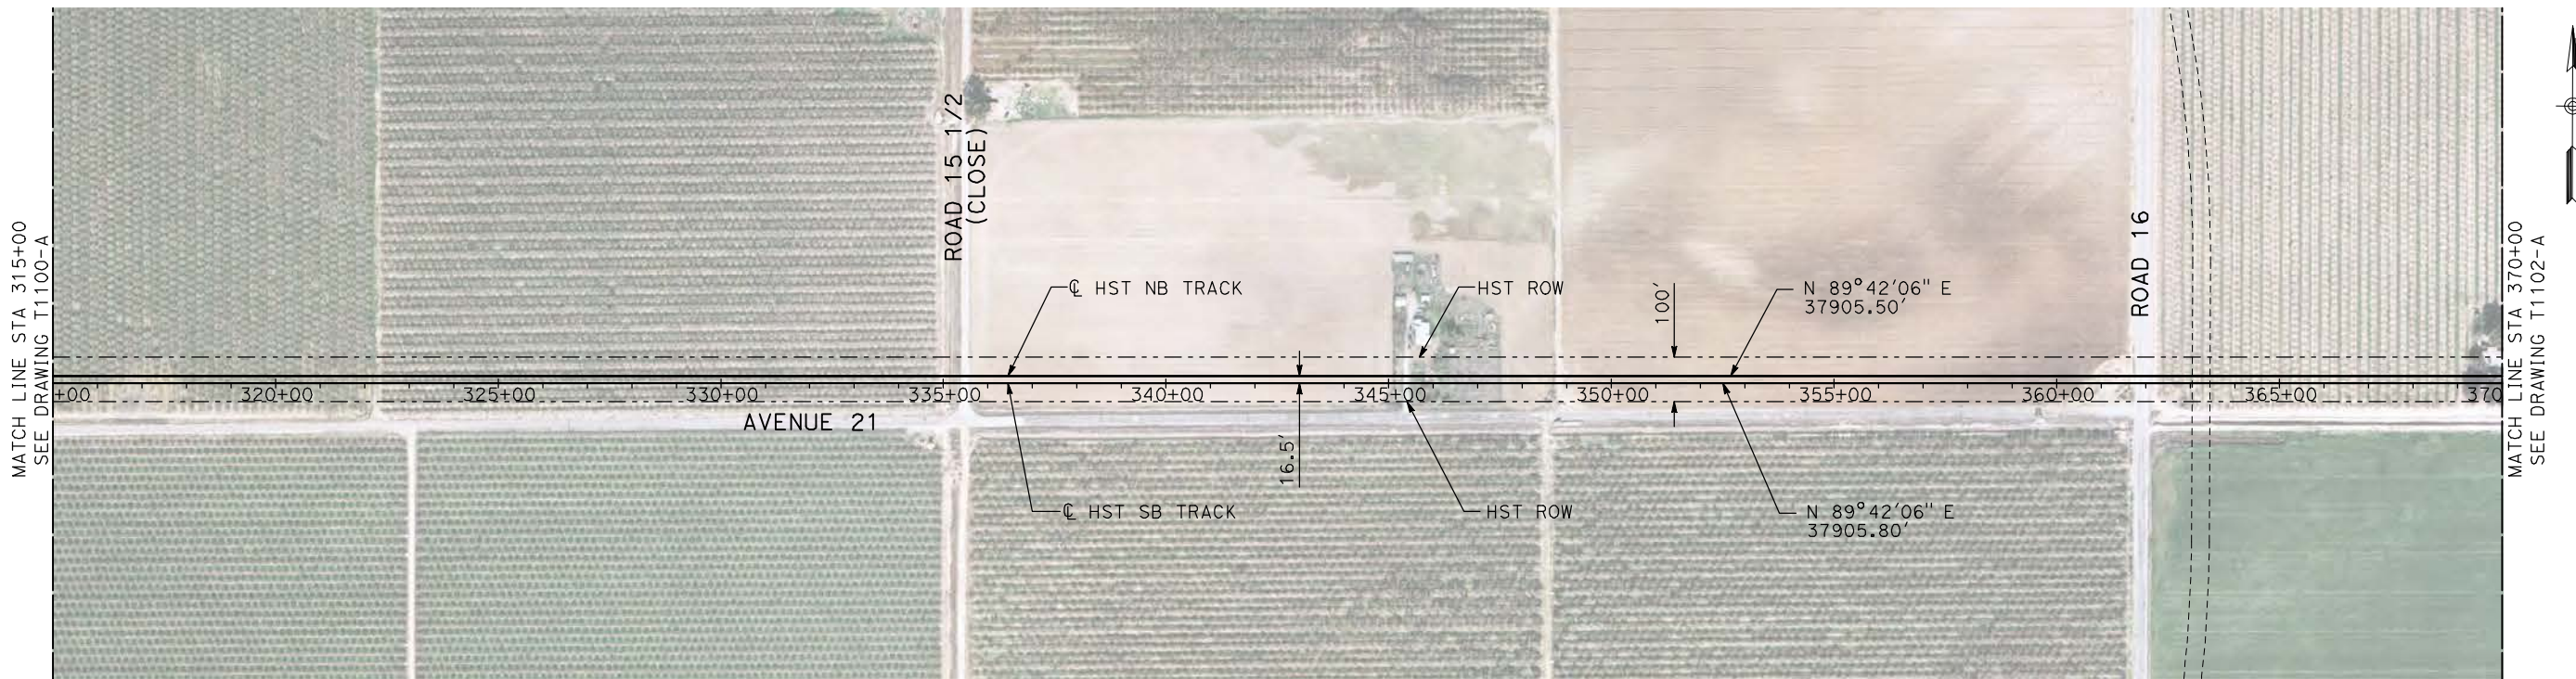 MATCH LINE STA 315+00
SEE DRAWING T1100-A
ROAD 15 1/2
(CLOSE)
ROAD 16
℄ HST NB TRACK
HST ROW
100'
N 89°42'06" E
37905.50'
+00 320+00 325+00 330+00 335+00 340+00 345+00 350+00 355+00 360+00 365+00 370
AVENUE 21
16.5'
℄ HST SB TRACK
HST ROW
N 89°42'06" E
37905.80'
MATCH LINE STA 370+00
SEE DRAWING T1102-A